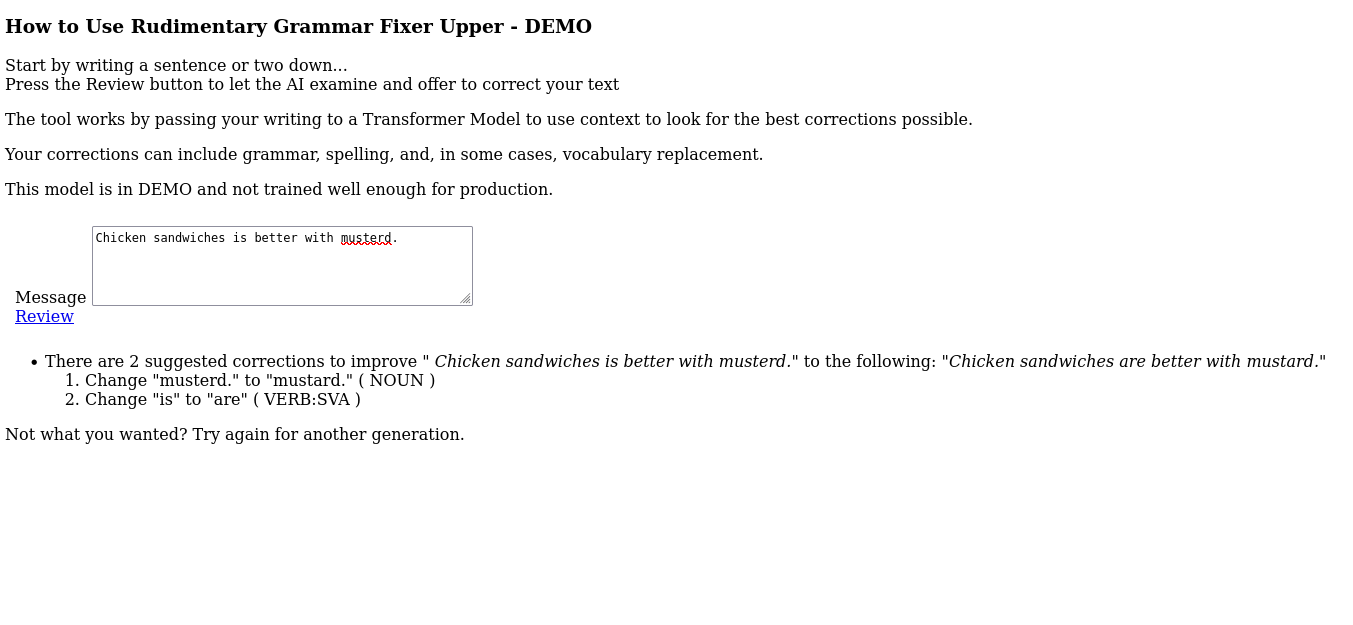 How to Use Rudimentary Grammar Fixer Upper - DEMO
Start by writing a sentence or two down...
Press the Review button to let the AI examine and offer to correct your text
The tool works by passing your writing to a Transformer Model to use context to look for the best corrections possible.
Your corrections can include grammar, spelling, and, in some cases, vocabulary replacement.
This model is in DEMO and not trained well enough for production.
Chicken sandwiches is better with musterd.
Message
Review
• There are 2 suggested corrections to improve " Chicken sandwiches is better with musterd." to the following: "Chicken sandwiches are better with mustard."
1. Change "musterd." to "mustard." ( NOUN )
2. Change "is" to "are" ( VERB:SVA )
Not what you wanted? Try again for another generation.